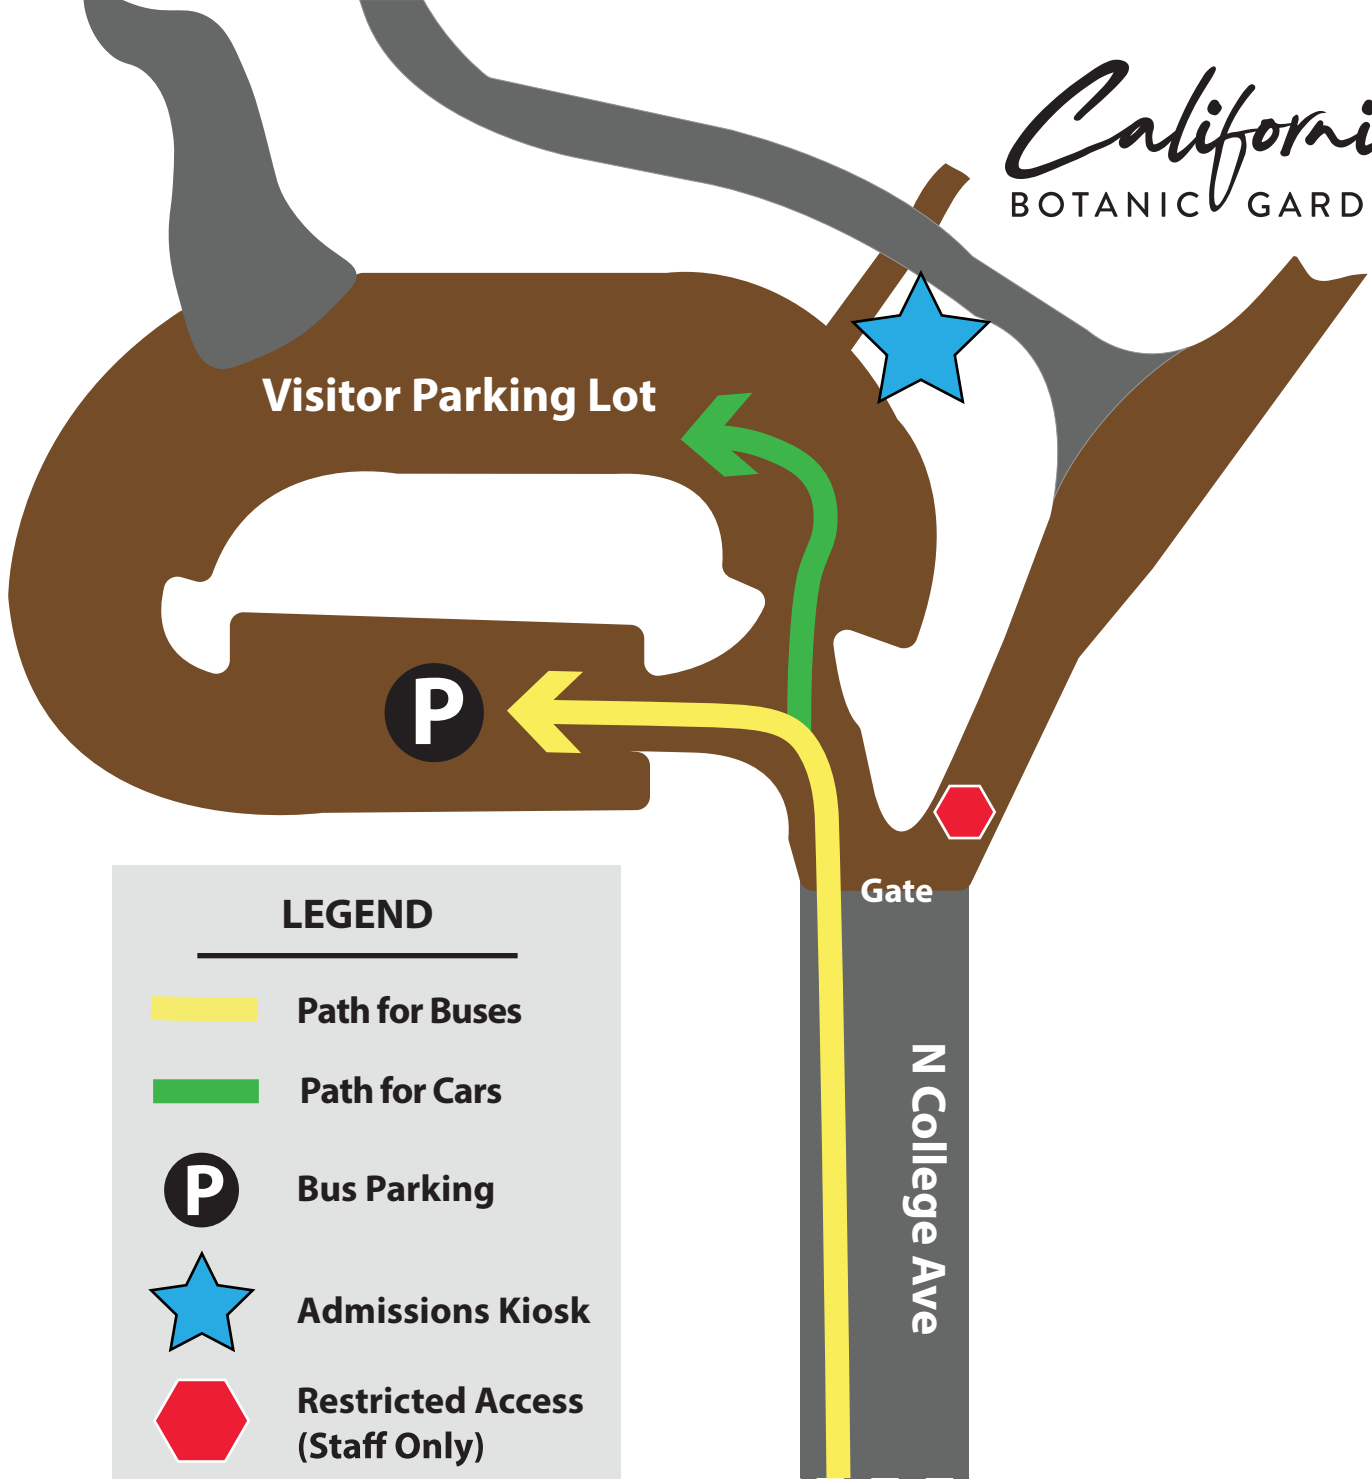 Californi
BOTANIC GARD
Visitor Parking Lot
P
Gate
N College Ave
LEGEND
Path for Buses
Path for Cars
P
Bus Parking
Admissions Kiosk
Restricted Access
(Staff Only)